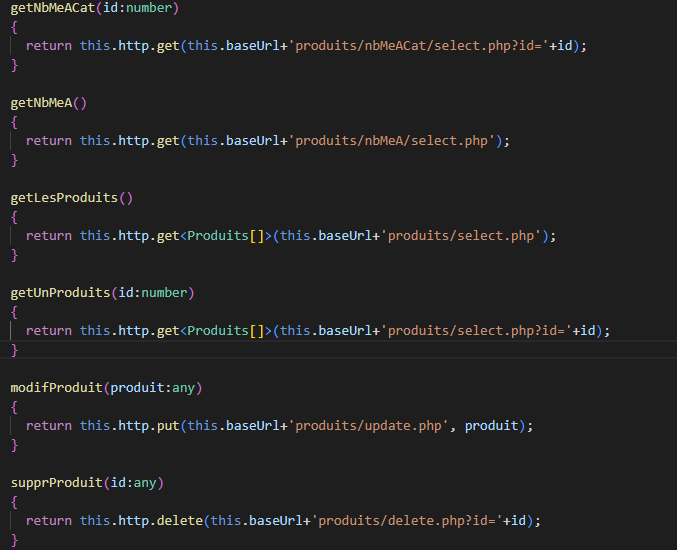 getNbMeACat(id:number)
{
return this.http.get(this.baseUrl+'produits/nbMeACat/select.php?id='+id);
}
getNbMeA()
{
return this.http.get(this.baseUrl+'produits/nbMeA/select.php');
}
getLesProduits()
{
return this.http.get<Produits[]>(this.baseUrl+'produits/select.php');
}
getUnProduits(id:number)
{
return this.http.get<Produits[]>(this.baseUrl+'produits/select.php?id='+id);
}
modifProduit(produit:any)
{
return this.http.put(this.baseUrl+'produits/update.php', produit);
}
supprProduit(id:any)
{
return this.http.delete(this.baseUrl+'produits/delete.php?id='+id);
}